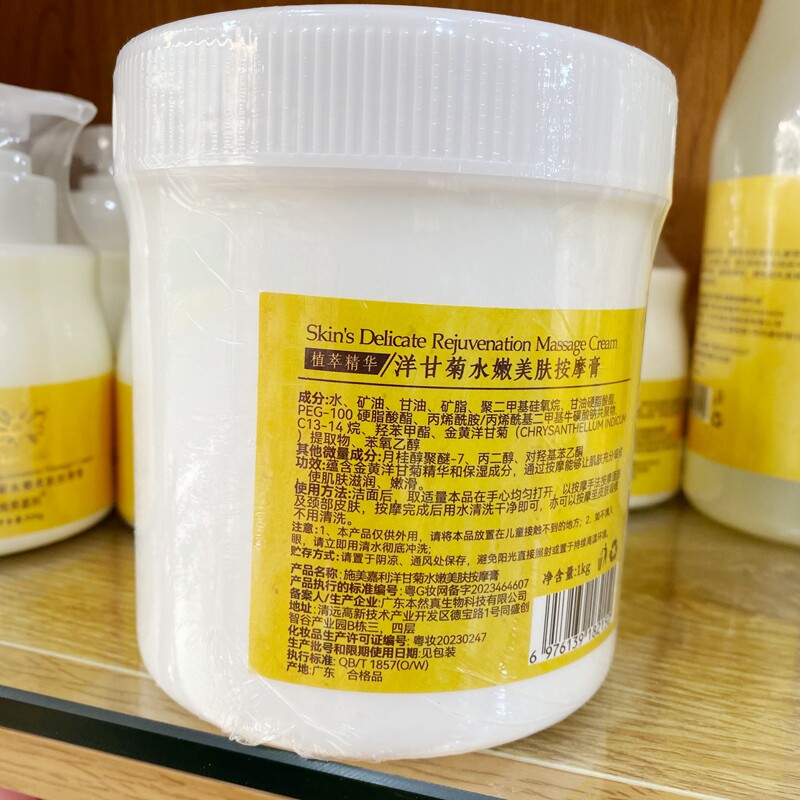 Skin's Delicate Rejuvenation Massage Cream
植萃精华/洋甘菊水嫩美肤按摩膏
成分:水、矿油、甘油、矿脂、聚二甲基硅氧烷、甘油硬脂酸酯、
PEG-100 硬脂酸酯、丙烯酰胺/丙烯酰基二甲基牛磺酸钠共聚物、
C13-14 烷、羟苯甲酯、金黄洋甘菊(CHRYSANTHELLUM INDICUM
)提取物、苯氧乙醇
其他微量成分:月桂醇聚醚-7、丙二醇、对羟基苯乙酮
功效:蕴含金黄洋甘菊精华和保湿成分,通过按摩能够让肌肤充分吸收
使肌肤滋润、嫩滑。
使用方法:洁面后,取适量本品在手心均匀打开,以按摩手法按摩面部
及颈部皮肤,按摩完成后用水清洗干净即可,亦可以按摩至皮肤吸收
不用清洗。
注意:1、本产品仅供外用,请将本品放置在儿童接触不到的地方;2、如不慎入
眼,请立即用清水彻底冲洗;
贮存方式:请置于阴凉、通风处保存,避免阳光直接照射或置于持续高温环境。
产品名称:施美嘉利洋甘菊水嫩美肤按摩膏
产品执行的标准编号:粤G妆网备字2023464607
备案人/生产企业:广东本然真生物科技有限公司
地址:清远高新技术产业开发区德宝路1号同盛创
智谷产业园B栋三,四层
化妆品生产许可证编号:粤妆20230247
生产批号和限期使用日期:见包装
执行标准:QB/T 1857(O/W)
产地:广东 合格品
净含量:1kg
6 976139